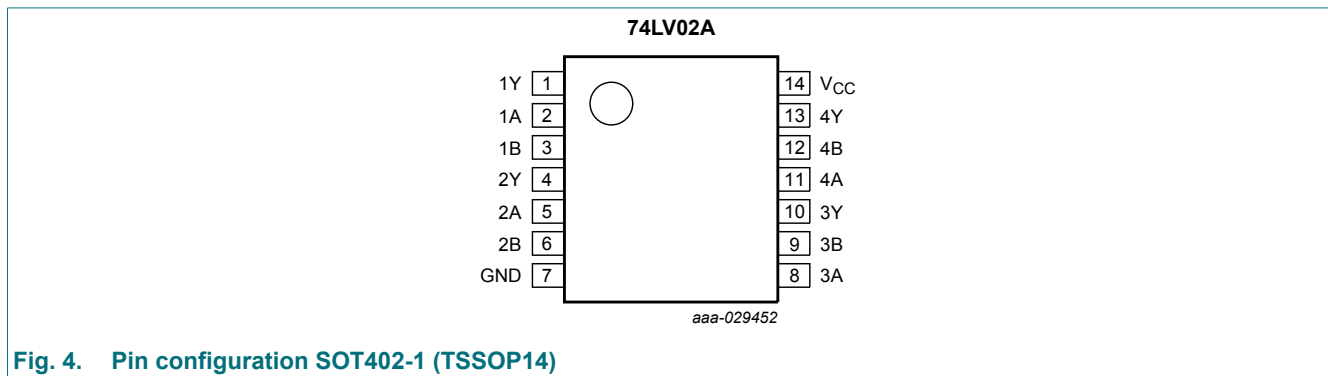 74LV02A
1Y 1 14 VCC
1A 2 13 4Y
1B 3 12 4B
2Y 4 11 4A
2A 5 10 3Y
2B 6 9 3B
GND 7 8 3A
aaa-029452
Fig. 4. Pin configuration SOT402-1 (TSSOP14)